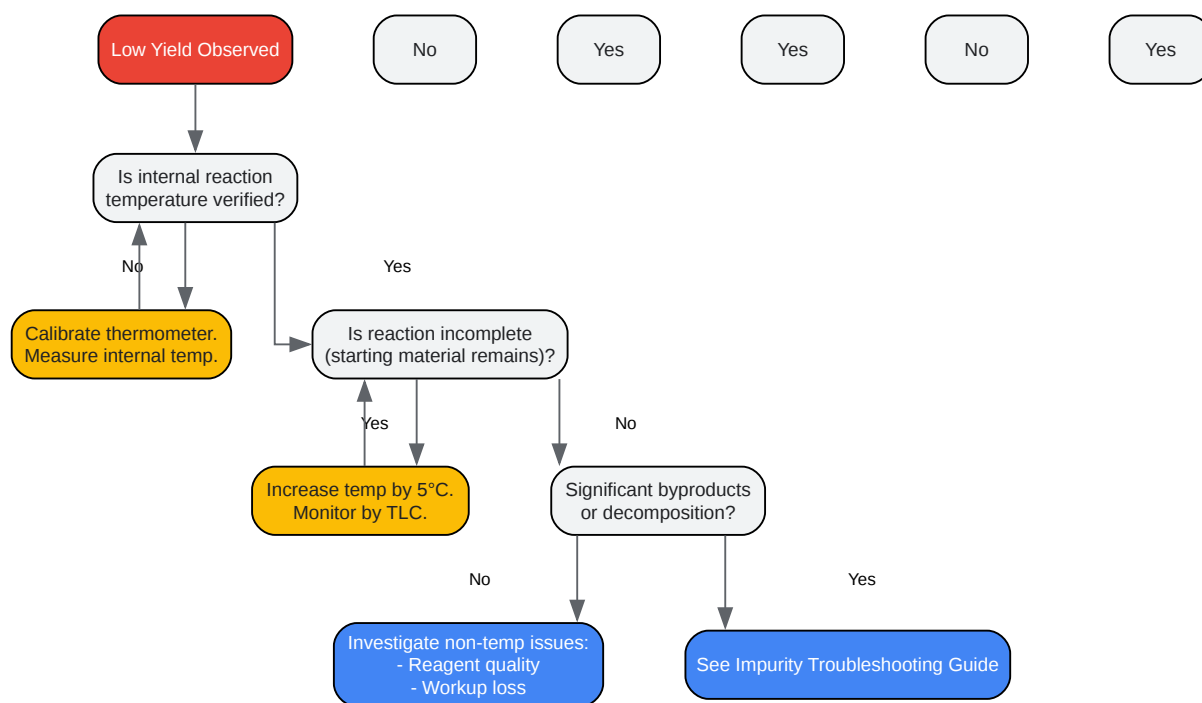 Low Yield Observed
No
Yes
Yes
No
Yes
Is internal reaction
temperature verified?
No
Yes
Calibrate thermometer.
Measure internal temp.
Is reaction incomplete
(starting material remains)?
Yes
No
Increase temp by 5°C.
Monitor by TLC.
Significant byproducts
or decomposition?
No
Yes
Investigate non-temp issues:
- Reagent quality
- Workup loss
See Impurity Troubleshooting Guide